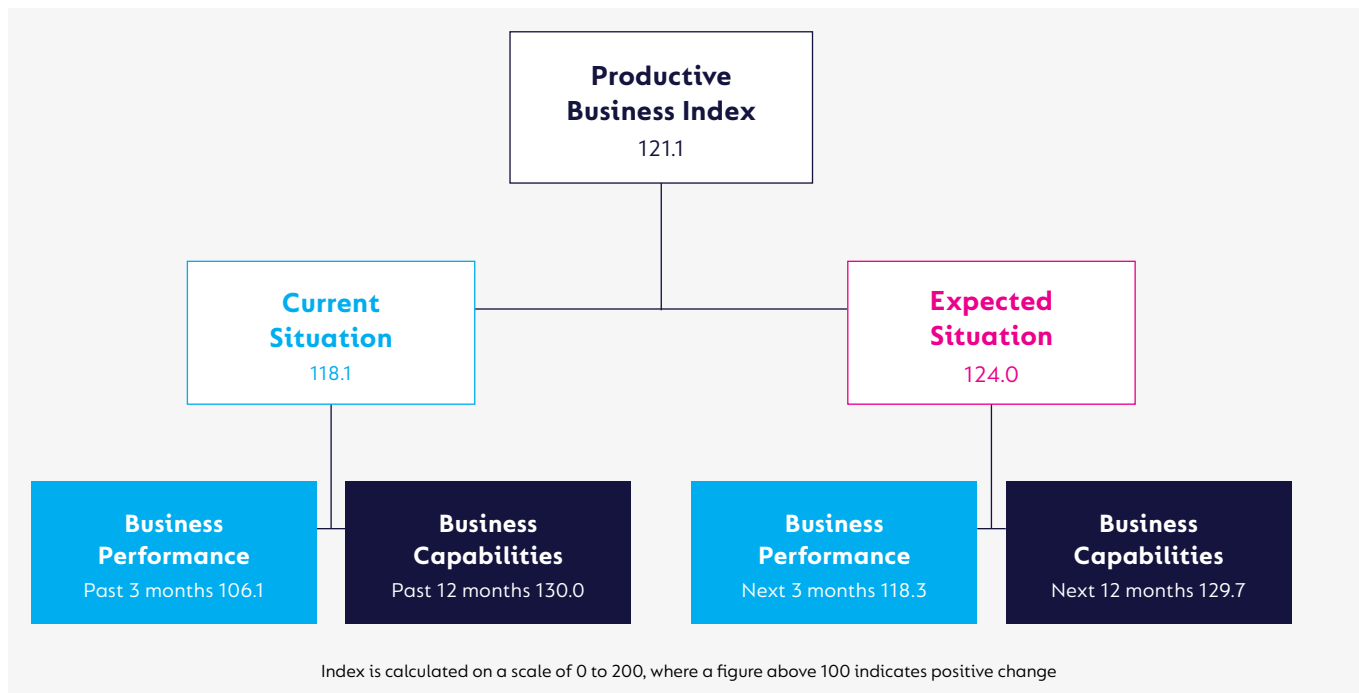 Productive
Business Index
121.1
Current
Situation
118.1
Expected
Situation
124.0
Business
Performance
Past 3 months 106.1
Business
Capabilities
Past 12 months 130.0
Business
Performance
Next 3 months 118.3
Business
Capabilities
Next 12 months 129.7
Index is calculated on a scale of 0 to 200, where a figure above 100 indicates positive change